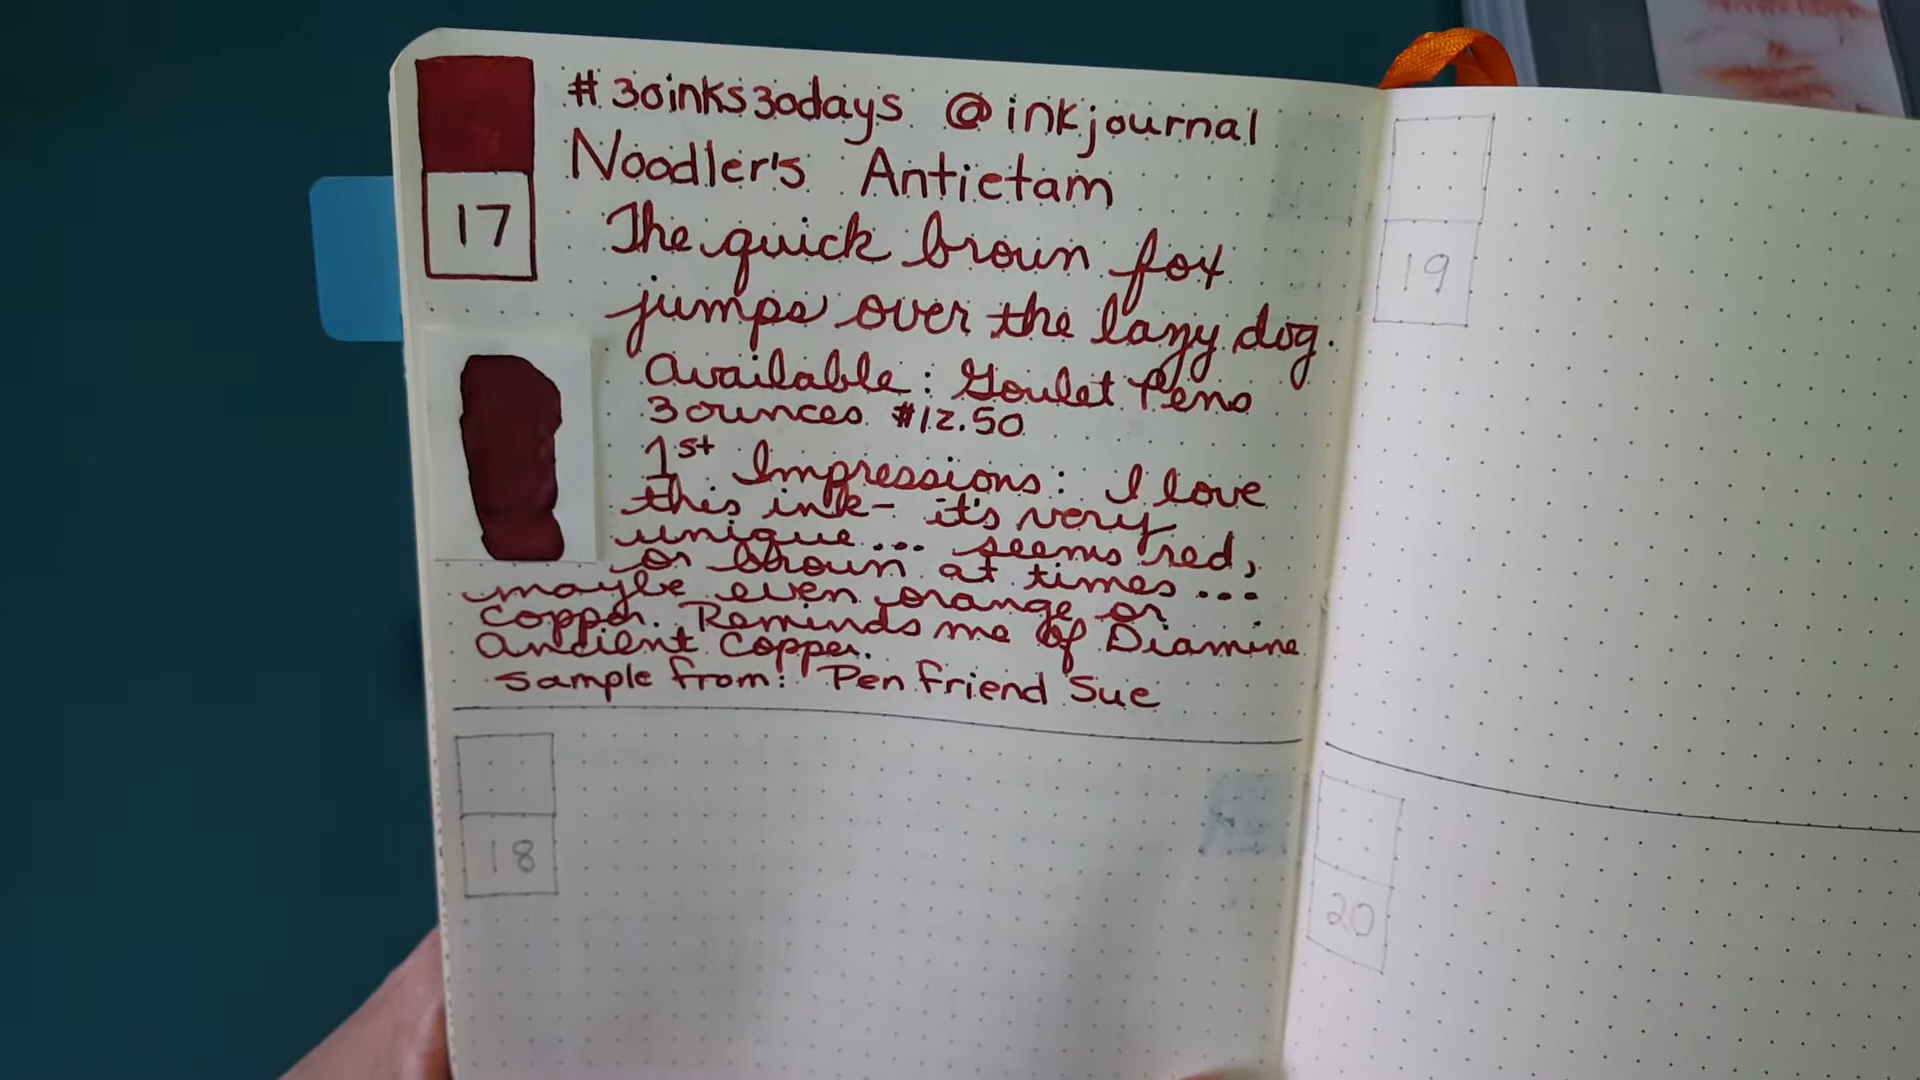 #30inks30days @inkjournal
Noodler's Antietam
17
The quick brown fox
jumps over the lazy dog.
Available: Goulet Pens
3 ounces $12.50
1st Impressions: I love
this ink- it's very
unique... seems red,
or brown at times...
maybe even orange or
copper. Reminds me of Diamine
Ancient Copper.
Sample from: Pen Friend Sue
18
19
20